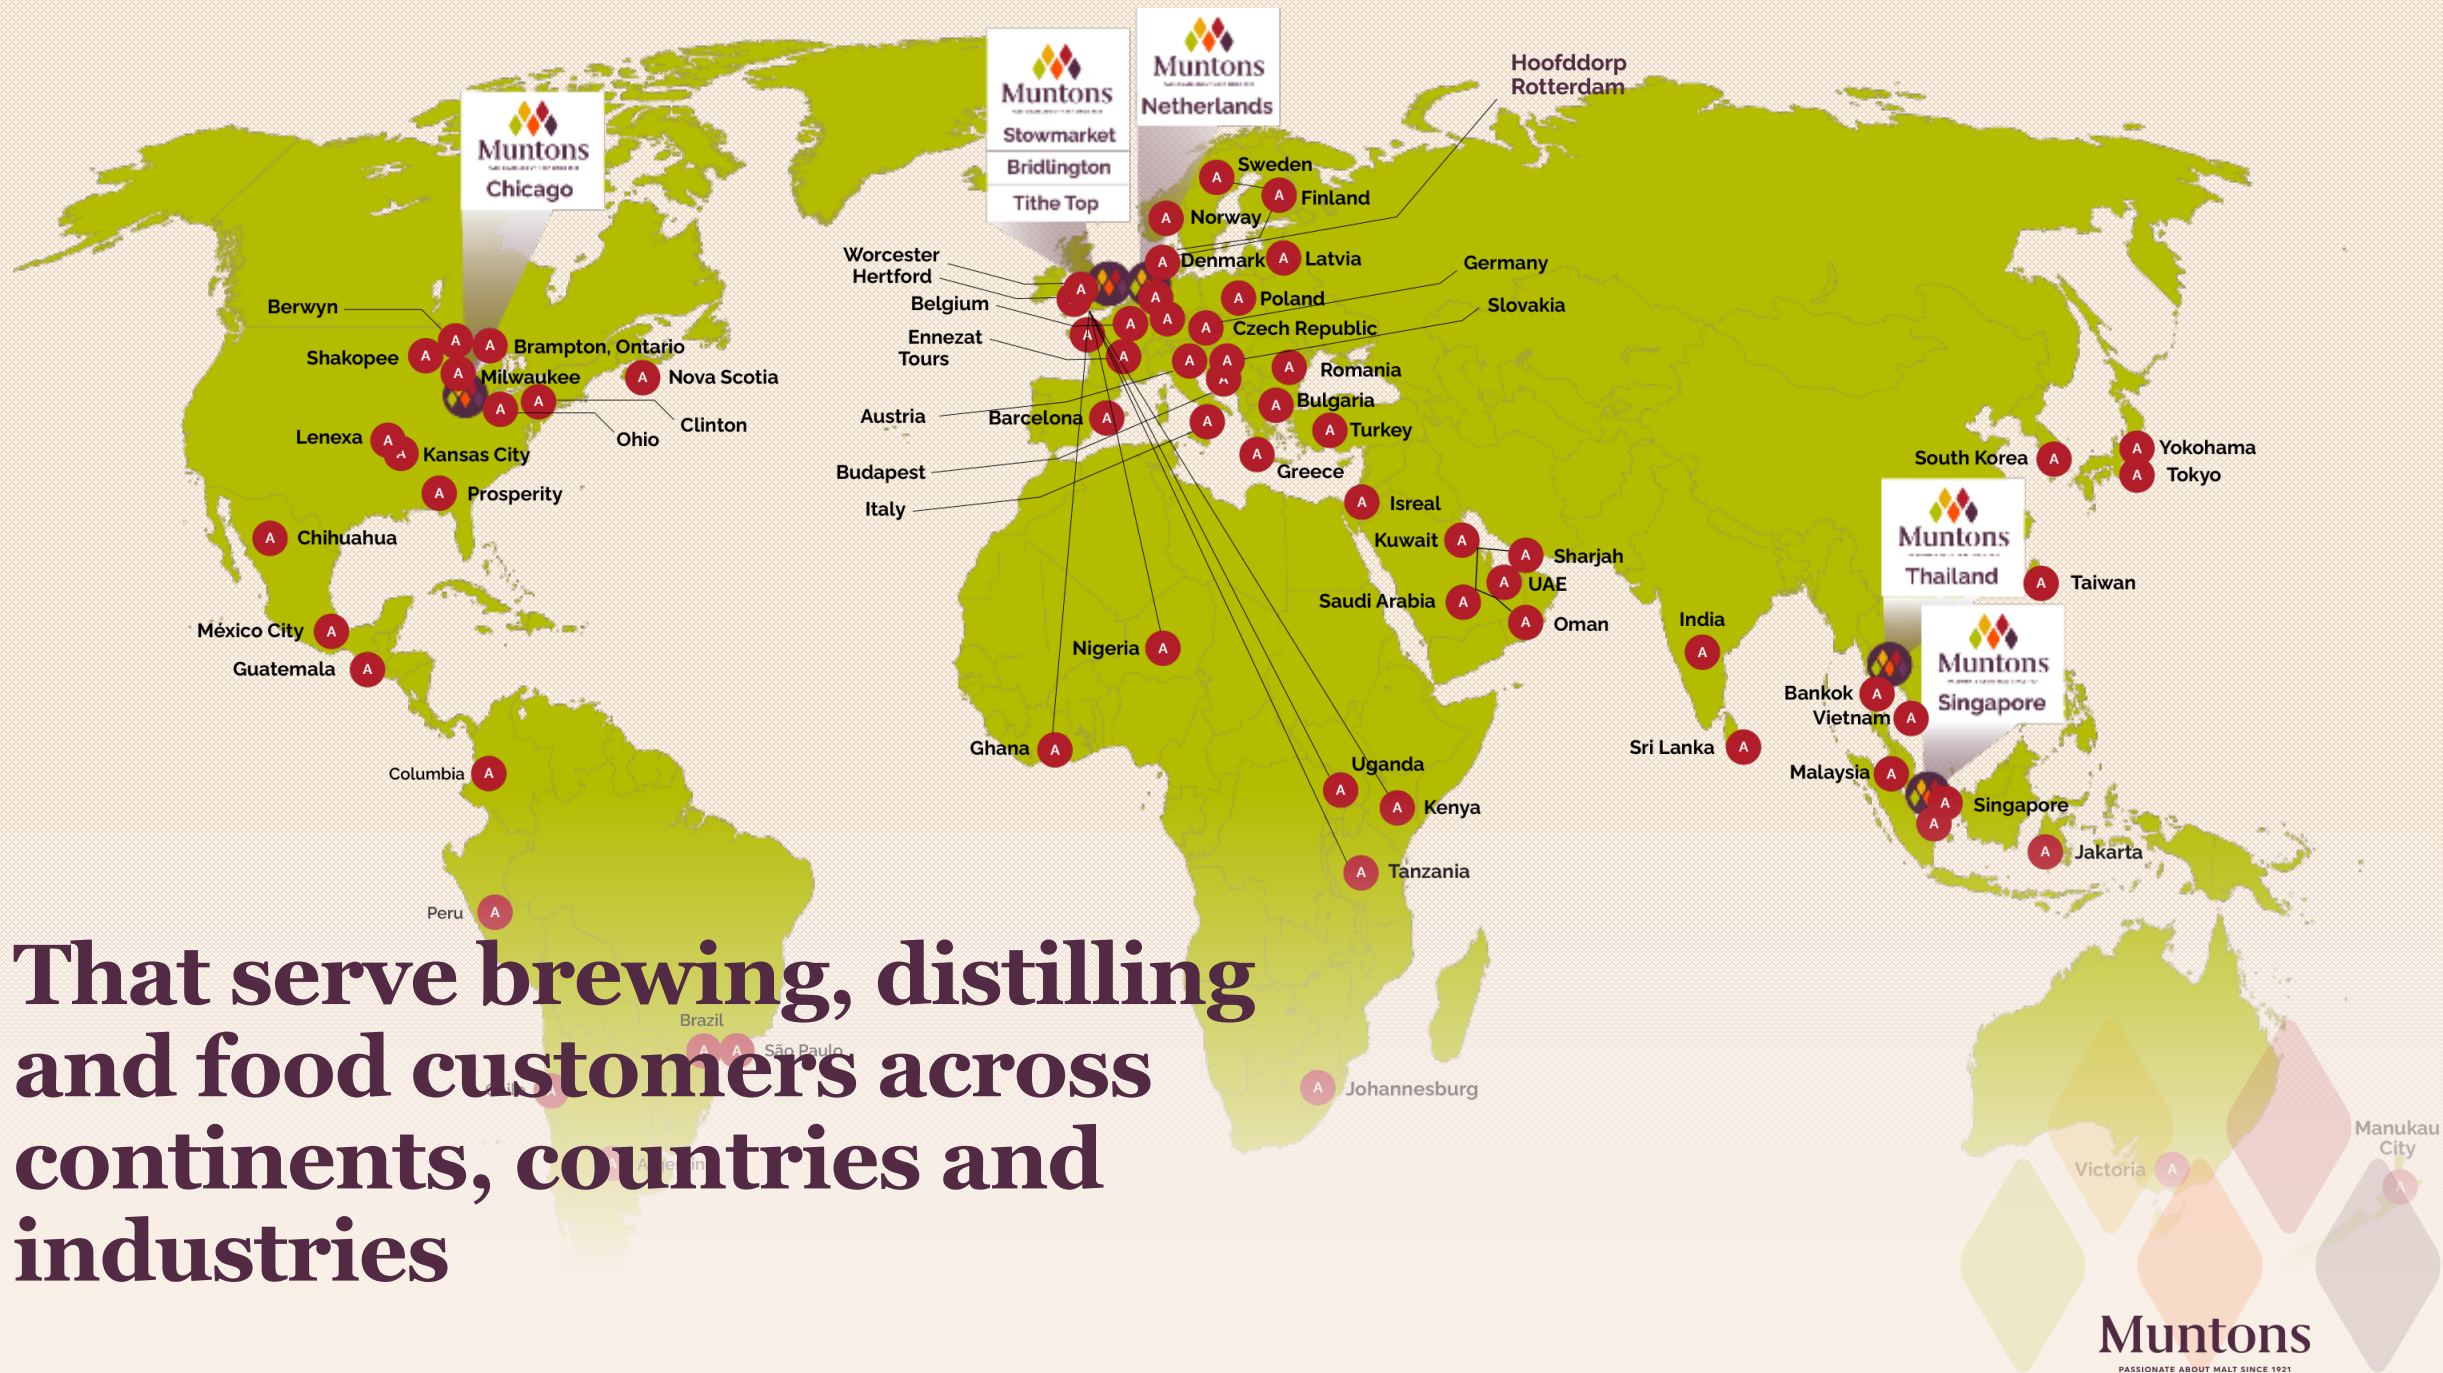 Hoofddorp
Rotterdam
Muntons
Netherlands
Muntons
Stowmarket
Bridlington
Tithe Top
Muntons
Chicago
Sweden
Finland
Norway
Denmark
Latvia
Germany
Worcester
Hertford
Belgium
Poland
Slovakia
Ennezat
Tours
Czech Republic
Romania
Austria
Barcelona
Bulgaria
Turkey
Budapest
Greece
Italy
Berwyn
Shakopee
Brampton, Ontario
Milwaukee
Nova Scotia
Clinton
Ohio
Lenexa
Kansas City
Prosperity
Chihuahua
México City
Guatemala
Columbia
Peru
Brazil
São Paulo
Isreal
Kuwait
Sharjah
UAE
Saudi Arabia
Oman
Nigeria
Ghana
Uganda
Kenya
Tanzania
Johannesburg
India
Sri Lanka
South Korea
Yokohama
Tokyo
Muntons
Thailand
Taiwan
Muntons
Singapore
Bankok
Vietnam
Malaysia
Singapore
Jakarta
Victoria
Manukau
City
That serve brewing, distilling
and food customers across
continents, countries and
industries
Muntons
PASSIONATE ABOUT MALT SINCE 1921